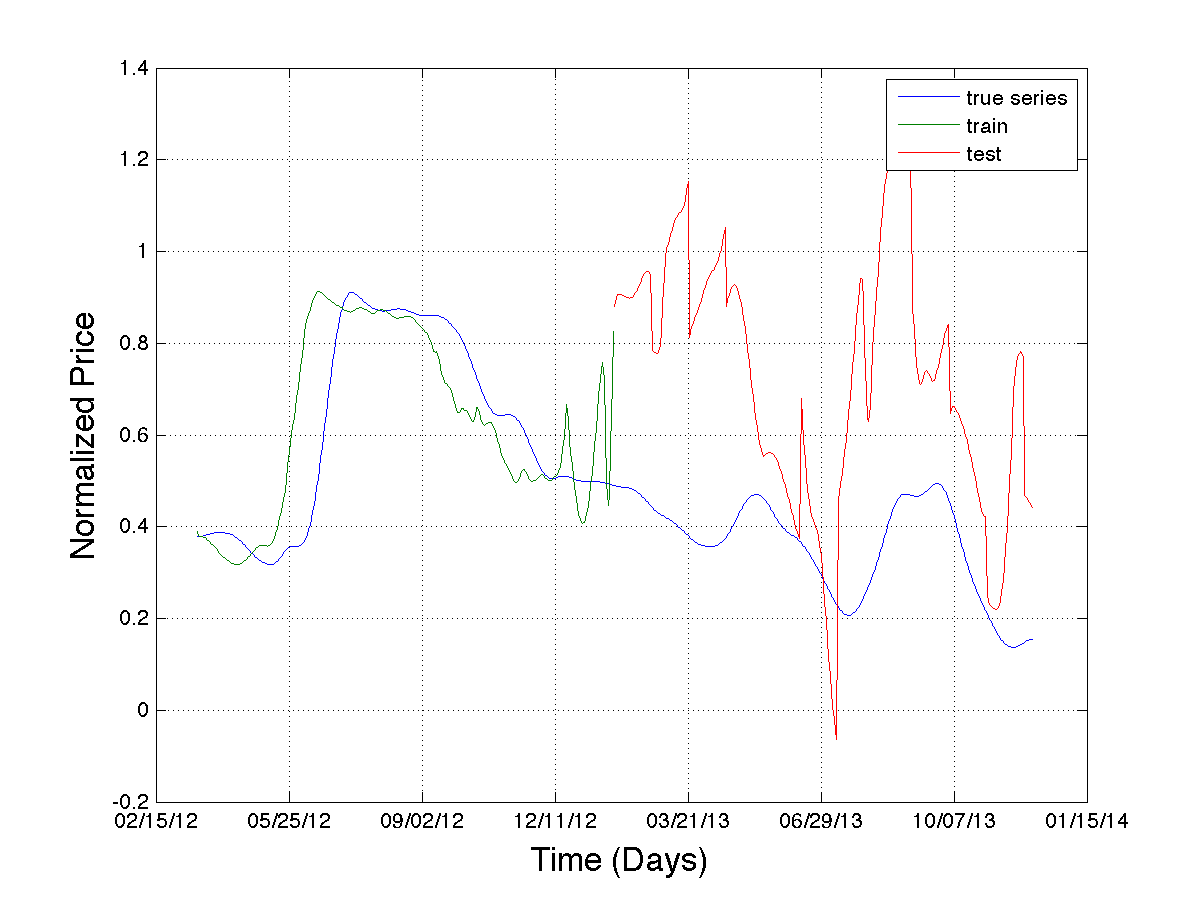 1.4
1.2
1
0.8
0.6
0.4
0.2
0
-0.2
true series
train
test
Normalized Price
02/15/12 05/25/12 09/02/12 12/11/12 03/21/13 06/29/13 10/07/13 01/15/14
Time (Days)